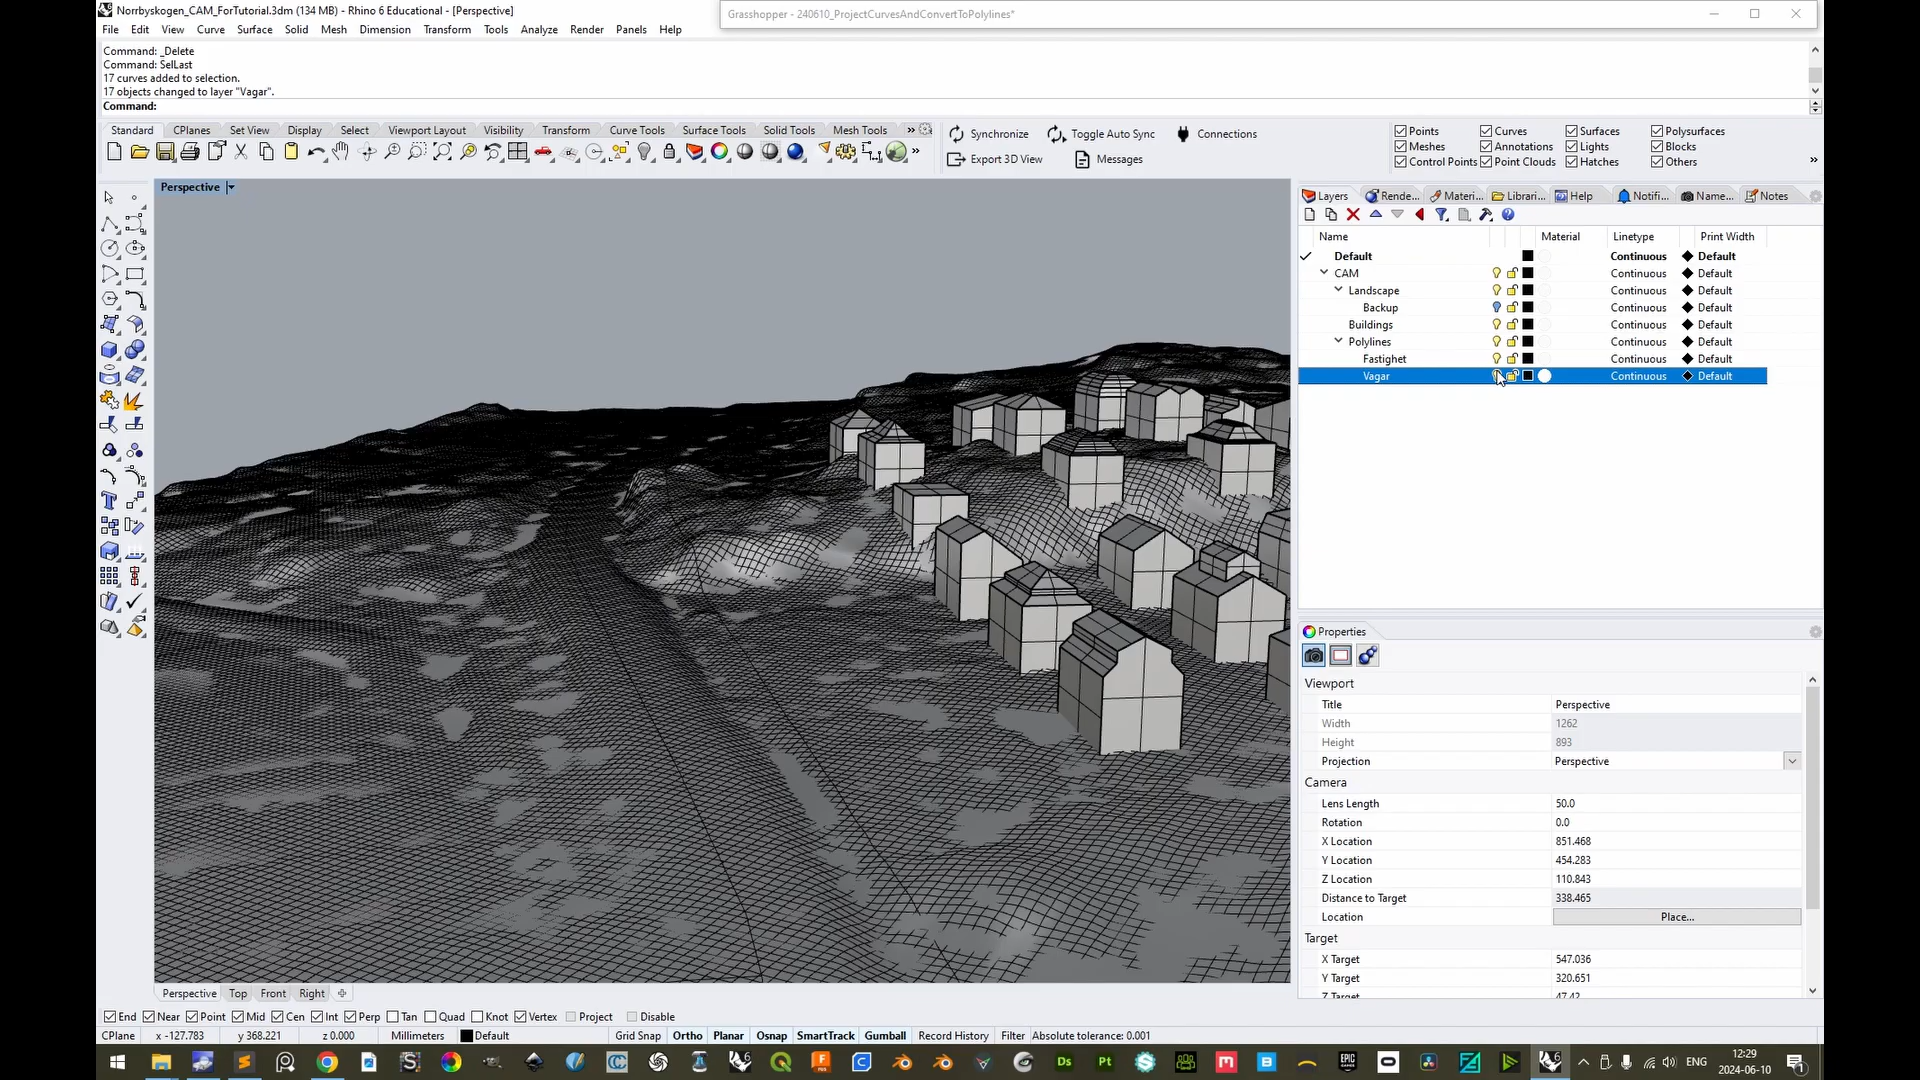 Norrbyskogen_CAM_ForTutorial.3dm (134 MB) - Rhino 6 Educational - [Perspective]
Grasshopper - 240610_ProjectCurvesAndConvertToPolylines*
File Edit View Curve Surface Solid Mesh Dimension Transform Tools Analyze Render Panels Help
Command: _Delete
Command: SelLast
17 curves added to selection.
17 objects changed to layer "Vagar".
Command:
Standard CPlanes Set View Display Select Viewport Layout Visibility Transform Curve Tools Surface Tools Solid Tools Mesh Tools »
Synchronize Toggle Auto Sync Connections
Export 3D View Messages
Points Curves Surfaces Polysurfaces
Meshes Annotations Lights Blocks
Control Points Point Clouds Hatches Others
Perspective
Layers Rende... Materi... Librari... Help Notifi... Name... Notes
Name Material Linetype Print Width
Default Continuous Default
CAM Continuous Default
Landscape Continuous Default
Backup Continuous Default
Buildings Continuous Default
Polylines Continuous Default
Fastighet Continuous Default
Vagar Continuous Default
Properties
Viewport
Title Perspective
Width 1262
Height 893
Projection Perspective
Camera
Lens Length 50.0
Rotation 0.0
X Location 851.468
Y Location 454.283
Z Location 110.843
Distance to Target 338.465
Location Place...
Target
X Target 547.036
Y Target 320.651
Z Target 47.42
Perspective Top Front Right
End Near Point Mid Cen Int Perp Tan Quad Knot Vertex Project Disable
CPlane x -127.783 y 368.221 z 0.000 Millimeters Default Grid Snap Ortho Planar Osnap SmartTrack Gumball Record History Filter Absolute tolerance: 0.001
ENG
12:29
2024-06-10